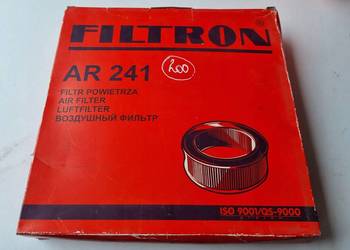 FILTRON
AR 241
200
FILTR POWIETRZA
AIR FILTER
LUFTFILTER
ВОЗДУШНЫЙ ФИЛЬТР
ISO 9001/QS-9000